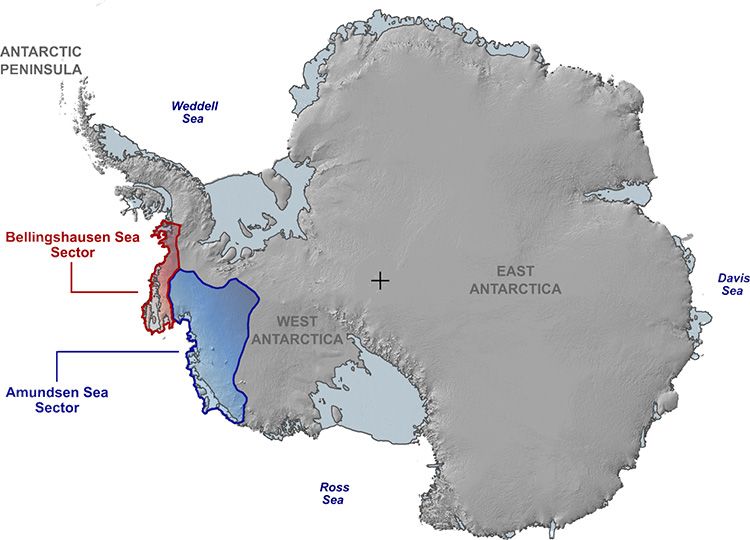 ANTARCTIC
PENINSULA
Weddell
Sea
Bellingshausen Sea
Sector
EAST
ANTARCTICA
Davis
Sea
WEST
ANTARCTICA
Amundsen Sea
Sector
Ross
Sea